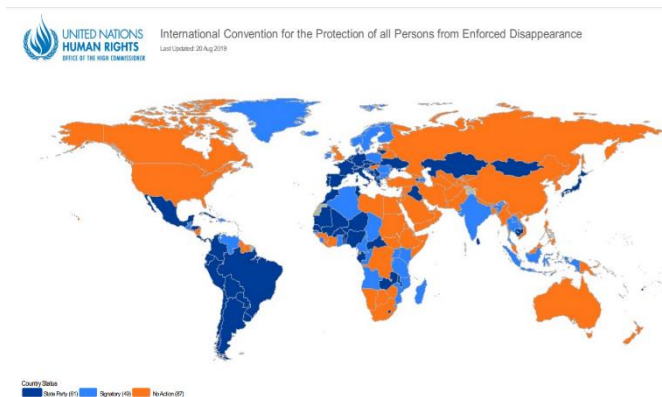 UNITED NATIONS
HUMAN RIGHTS
OFFICE OF THE HIGH COMMISSIONER
International Convention for the Protection of all Persons from Enforced Disappearance
Last Updated: 20 Aug 2019
Country Status
State Party (61) Signatory (49) No Action (87)